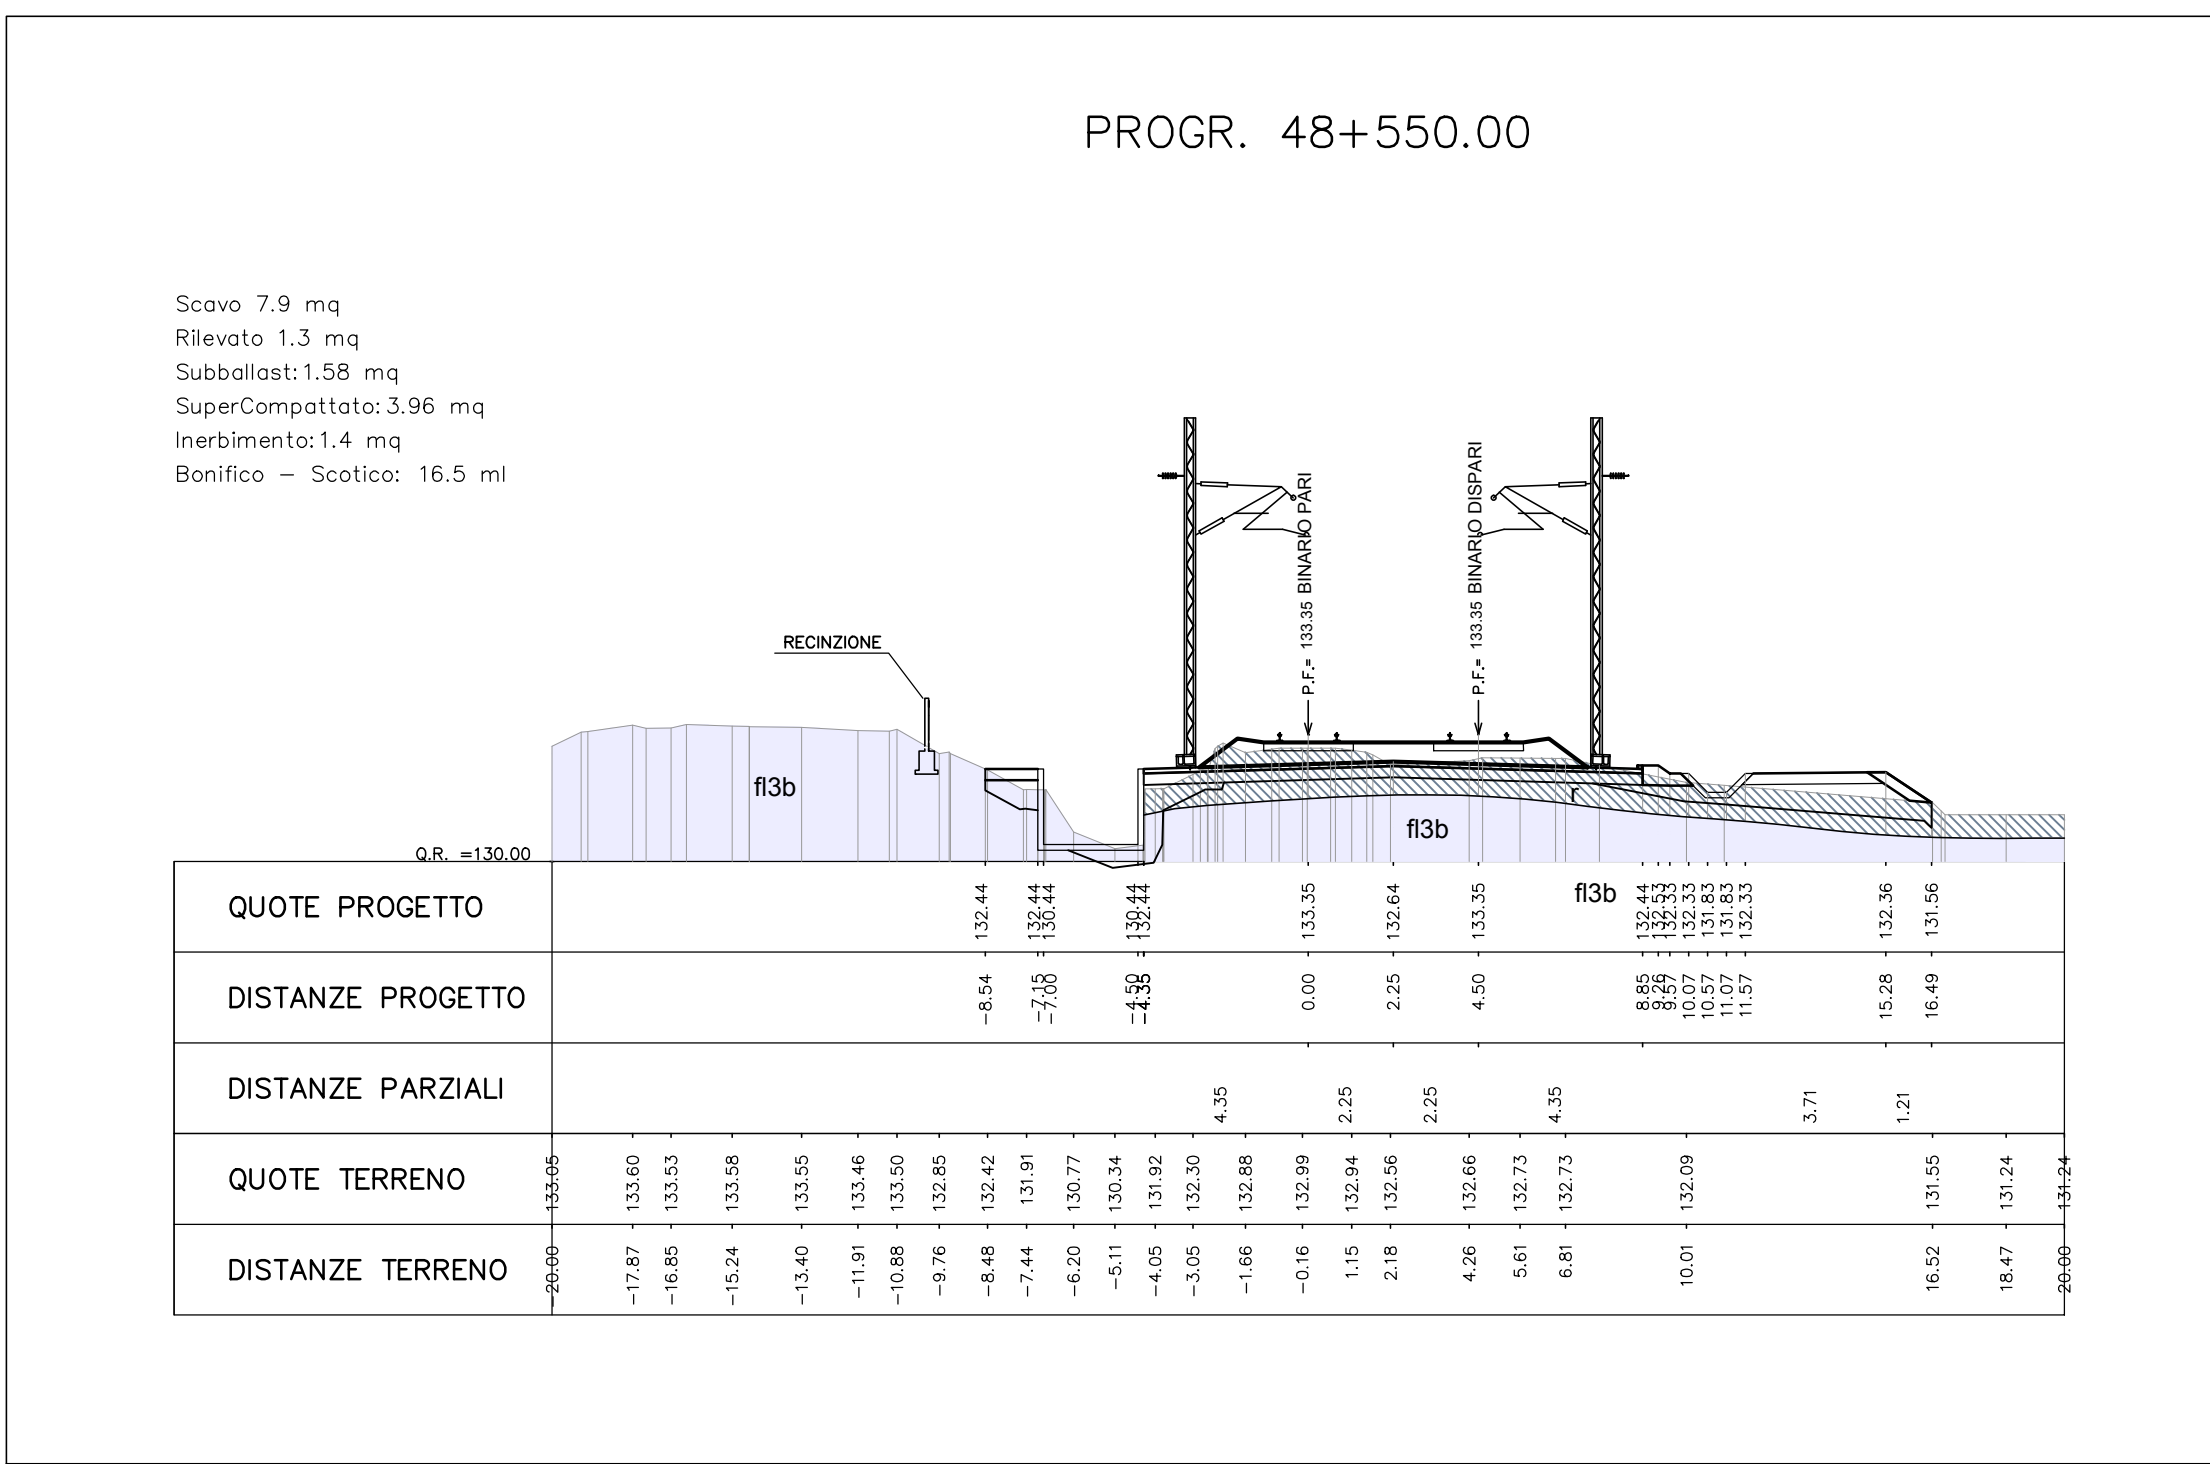 PROGR. 48+550.00
Scavo 7.9 mq
Rilevato 1.3 mq
Subballast: 1.58 mq
SuperCompattato: 3.96 mq
Inerbimento: 1.4 mq
Bonifico – Scotico: 16.5 ml
P.F.= 133.35 BINARIO PARI
P.F.= 133.35 BINARIO DISPARI
RECINZIONE
fl3b
r
fl3b
Q.R. =130.00
fl3b
QUOTE PROGETTO 132.44 132.44 130.44 130.44 132.44 133.35 132.64 133.35 132.44 132.53 132.33 132.33 131.83 131.83 132.33 132.36 131.56
DISTANZE PROGETTO -8.54 -7.15 -7.00 -4.50 -4.35 0.00 2.25 4.50 8.85 9.26 9.57 10.07 10.57 11.07 11.57 15.28 16.49
DISTANZE PARZIALI 4.35 2.25 2.25 4.35 3.71 1.21
QUOTE TERRENO 133.05 133.60 133.53 133.58 133.55 133.46 133.50 132.85 132.42 131.91 130.77 130.34 131.92 132.30 132.88 132.99 132.94 132.56 132.66 132.73 132.73 132.09 131.55 131.24 131.24
DISTANZE TERRENO -20.00 -17.87 -16.85 -15.24 -13.40 -11.91 -10.88 -9.76 -8.48 -7.44 -6.20 -5.11 -4.05 -3.05 -1.66 -0.16 1.15 2.18 4.26 5.61 6.81 10.01 16.52 18.47 20.00